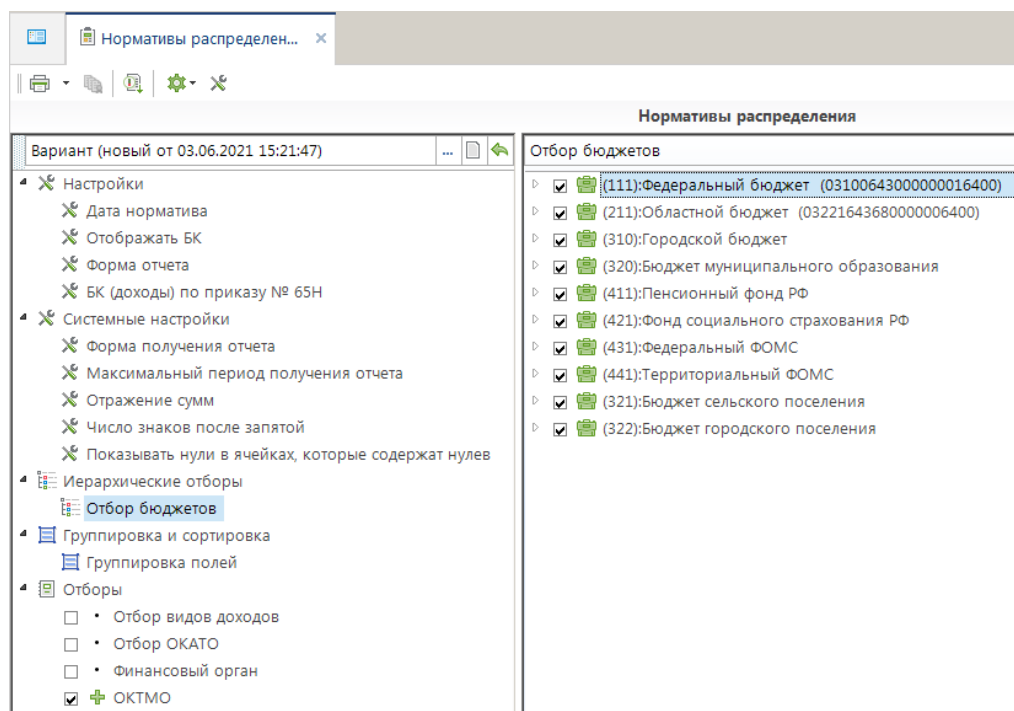 Нормативы распределен...
Нормативы распределения
Вариант (новый от 03.06.2021 15:21:47)
Настройки
Дата норматива
Отображать БК
Форма отчета
БК (доходы) по приказу № 65Н
Системные настройки
Форма получения отчета
Максимальный период получения отчета
Отражение сумм
Число знаков после запятой
Показывать нули в ячейках, которые содержат нулев
Иерархические отборы
Отбор бюджетов
Группировка и сортировка
Группировка полей
Отборы
Отбор видов доходов
Отбор ОКАТО
Финансовый орган
ОКТМО
Отбор бюджетов
(111):Федеральный бюджет (03100643000000016400)
(211):Областной бюджет (03221643680000006400)
(310):Городской бюджет
(320):Бюджет муниципального образования
(411):Пенсионный фонд РФ
(421):Фонд социального страхования РФ
(431):Федеральный ФОМС
(441):Территориальный ФОМС
(321):Бюджет сельского поселения
(322):Бюджет городского поселения